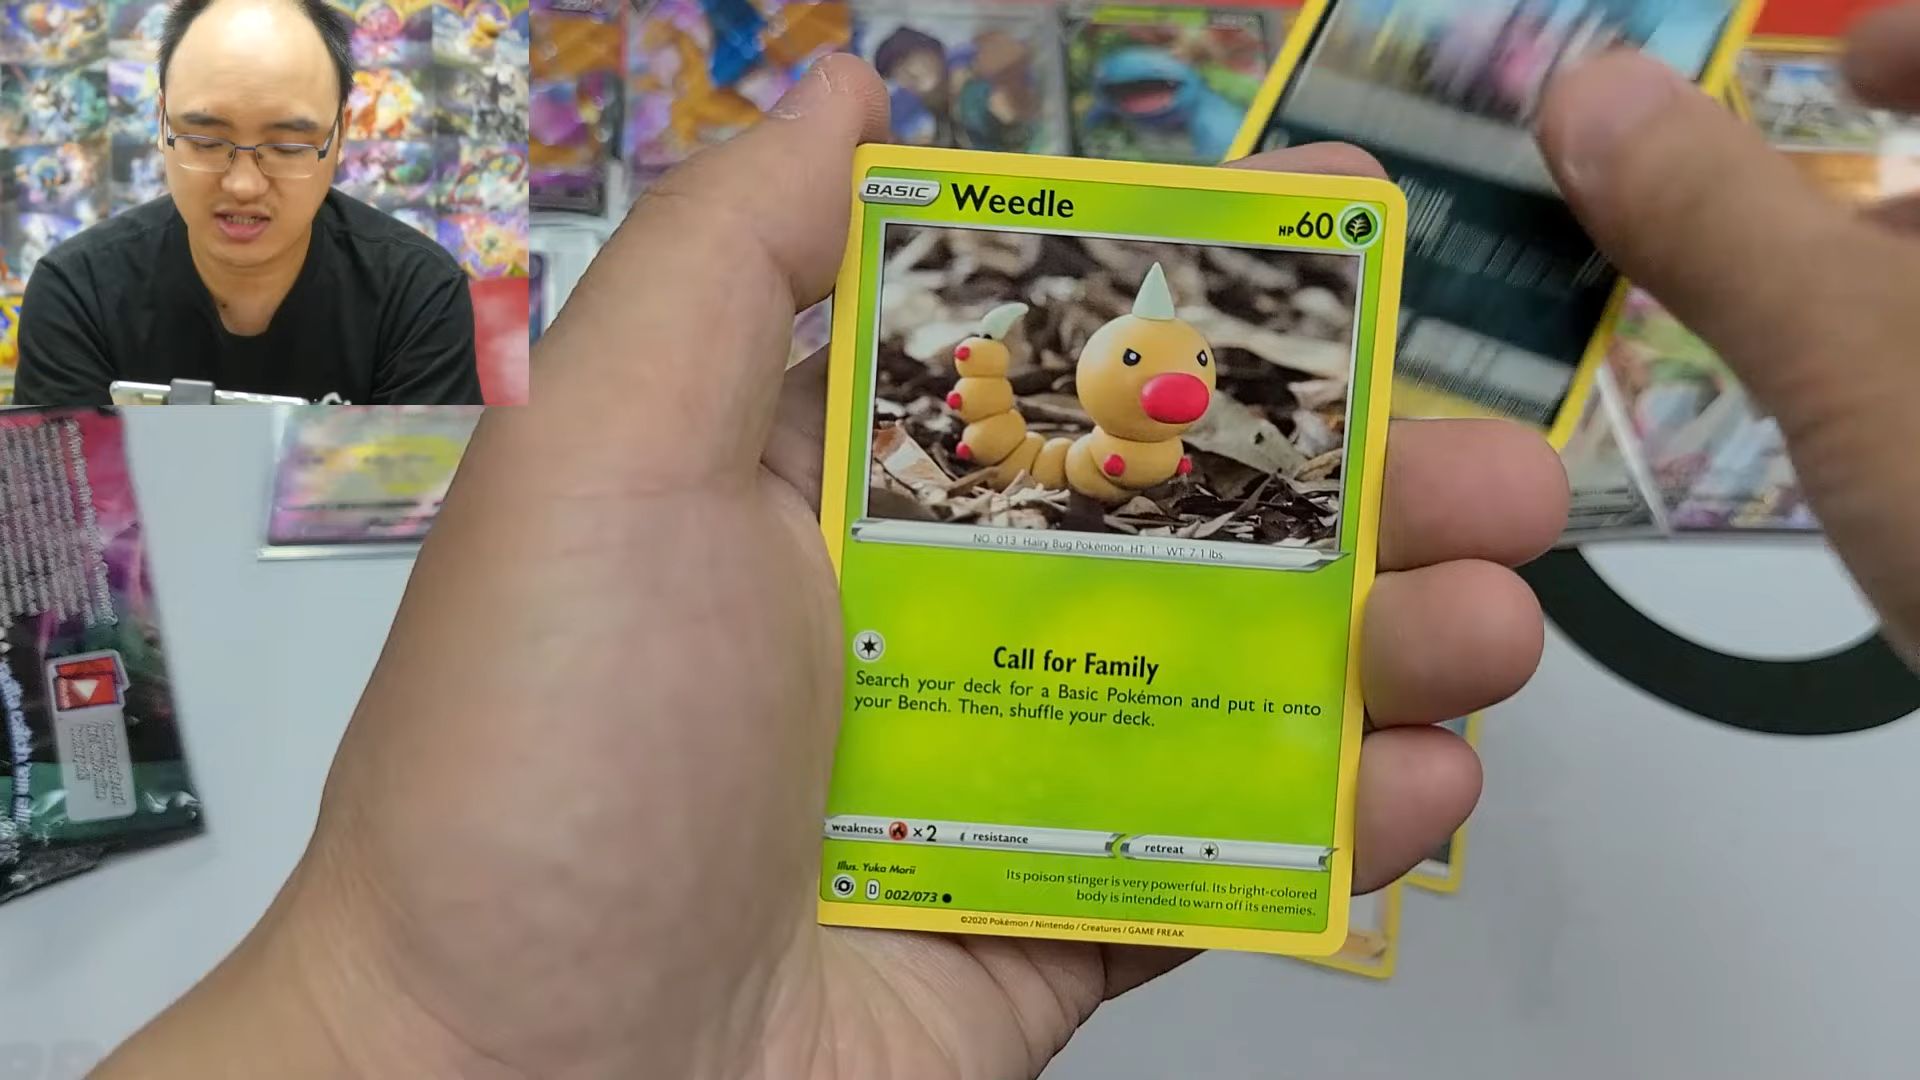 BASIC Weedle HP60
NO. 013 Hairy Bug Pokémon HT. 1' WT. 7.1 lbs.
Call for Family
Search your deck for a Basic Pokémon and put it onto
your Bench. Then, shuffle your deck.
weakness ×2 resistance retreat
Illus. Yuka Morii
D 002/073
Its poison stinger is very powerful. Its bright-colored
body is intended to warn off its enemies.
©2020 Pokémon / Nintendo / Creatures / GAME FREAK